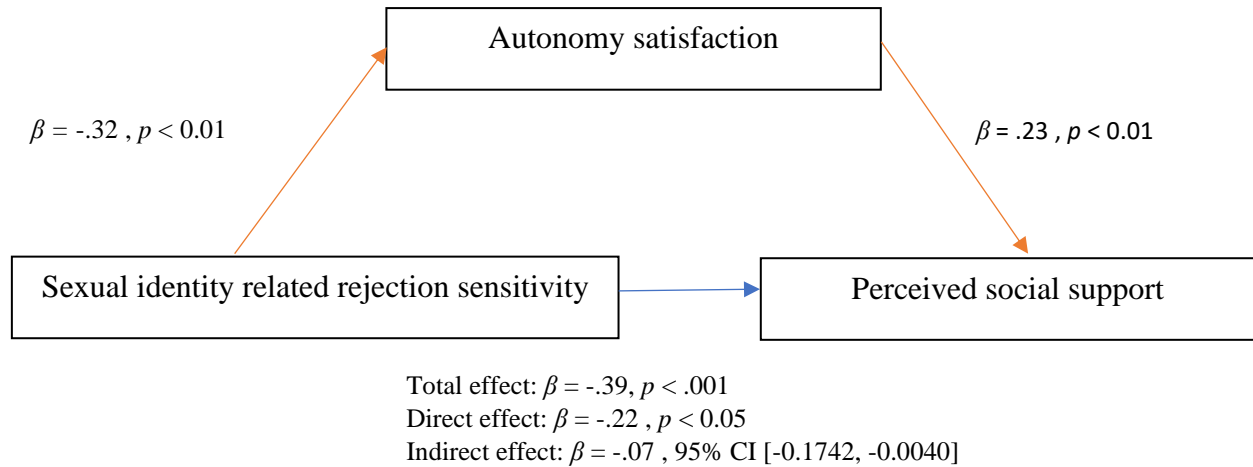 Autonomy satisfaction
β = -.32 , p < 0.01
β = .23 , p < 0.01
Sexual identity related rejection sensitivity
Perceived social support
Total effect: β = -.39, p < .001
Direct effect: β = -.22 , p < 0.05
Indirect effect: β = -.07 , 95% CI [-0.1742, -0.0040]